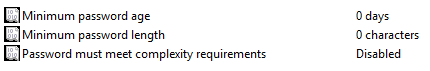 Minimum password age 0 days
Minimum password length 0 characters
Password must meet complexity requirements Disabled